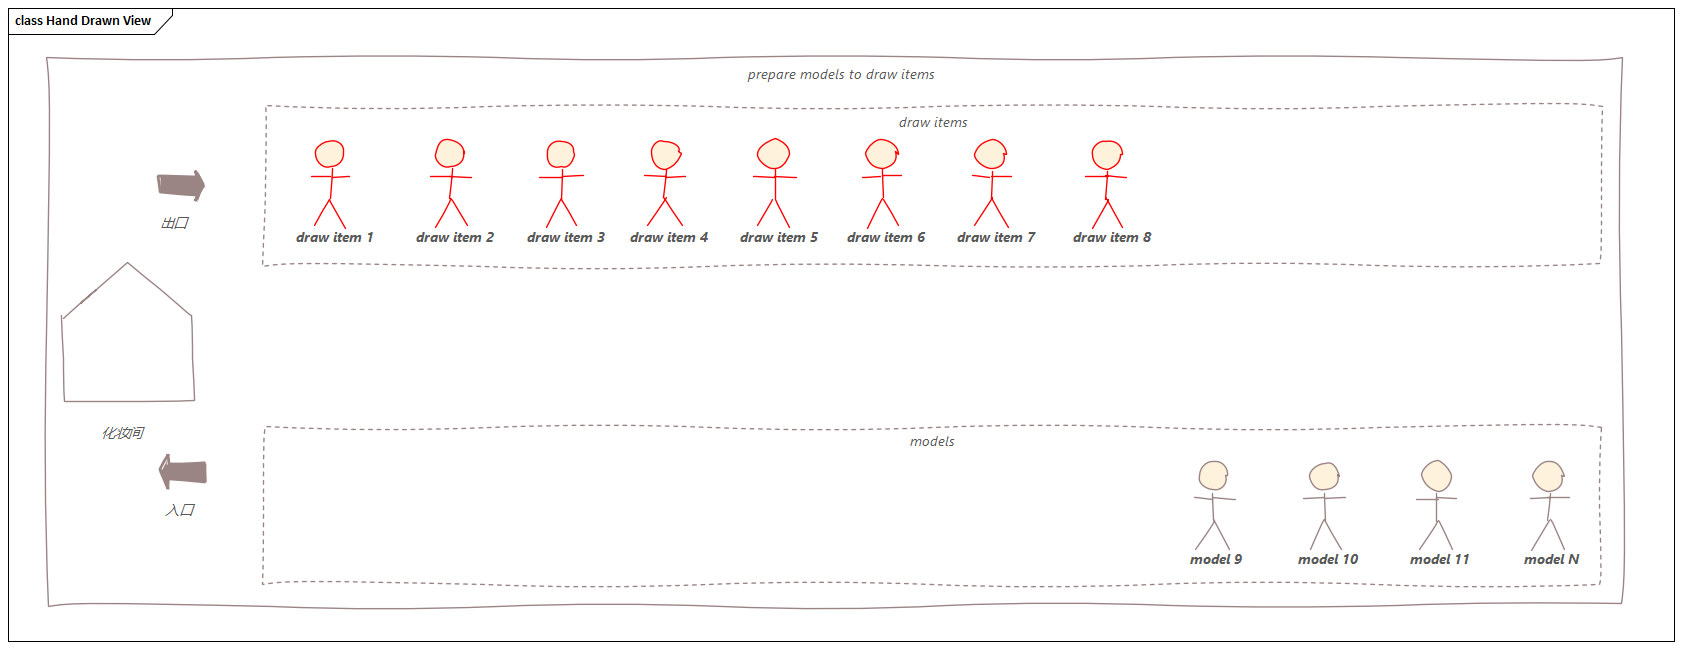 class Hand Drawn View
prepare models to draw items
draw items
draw item 1
draw item 2
draw item 3
draw item 4
draw item 5
draw item 6
draw item 7
draw item 8
出口
化妆间
入口
models
model 9
model 10
model 11
model N